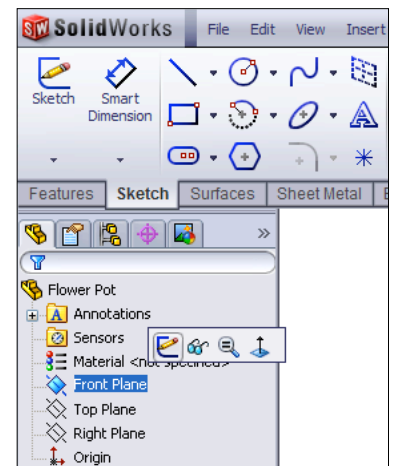 SolidWorks File Edit View Insert
Sketch Smart Dimension
Features Sketch Surfaces Sheet Metal
Flower Pot
A Annotations
Sensors
Material <not specified>
Front Plane
Top Plane
Right Plane
Origin